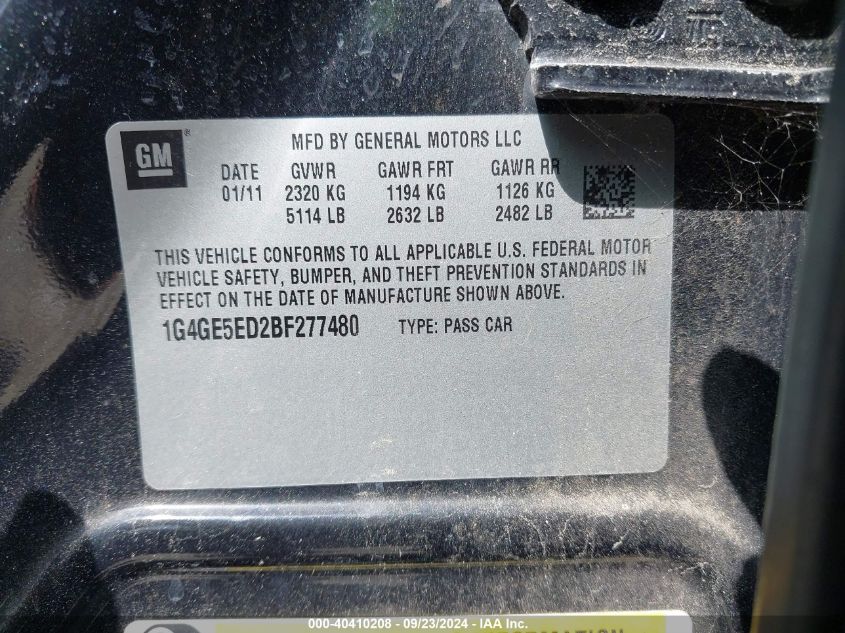 GM ®
MFD BY GENERAL MOTORS LLC
DATE GVWR GAWR FRT GAWR RR
01/11 2320 KG 1194 KG 1126 KG
5114 LB 2632 LB 2482 LB
THIS VEHICLE CONFORMS TO ALL APPLICABLE U.S. FEDERAL MOTOR
VEHICLE SAFETY, BUMPER, AND THEFT PREVENTION STANDARDS IN
EFFECT ON THE DATE OF MANUFACTURE SHOWN ABOVE.
1G4GE5ED2BF277480 TYPE: PASS CAR
000-40410208 - 09/23/2024 - IAA Inc.